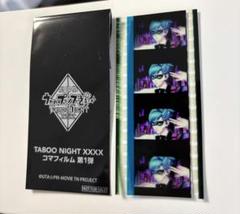 TABOO NIGHT XXXX
コマフィルム 第1弾
©UTA☆PRI-MOVIE TN PROJECT